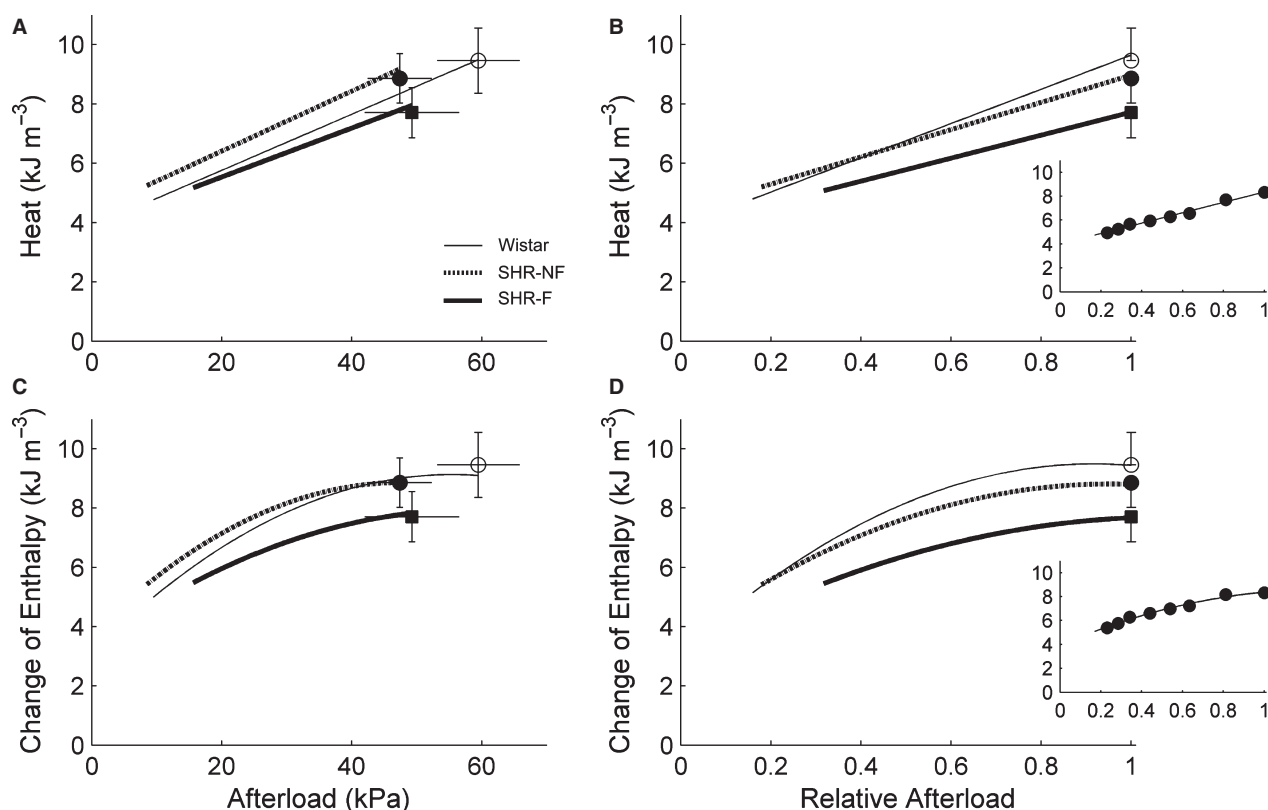 A
Heat (kJ m−3)
10
8
6
4
2
0
Wistar
SHR-NF
SHR-F
0 20 40 60
B
Heat (kJ m−3)
10
8
6
4
2
0
10
8
6
4
2
0
0 0.2 0.4 0.6 0.8 1
0 0.2 0.4 0.6 0.8 1
C
Change of Enthalpy (kJ m−3)
10
8
6
4
2
0
0 20 40 60
Afterload (kPa)
D
Change of Enthalpy (kJ m−3)
10
8
6
4
2
0
10
8
6
4
2
0
0 0.2 0.4 0.6 0.8 1
0 0.2 0.4 0.6 0.8 1
Relative Afterload